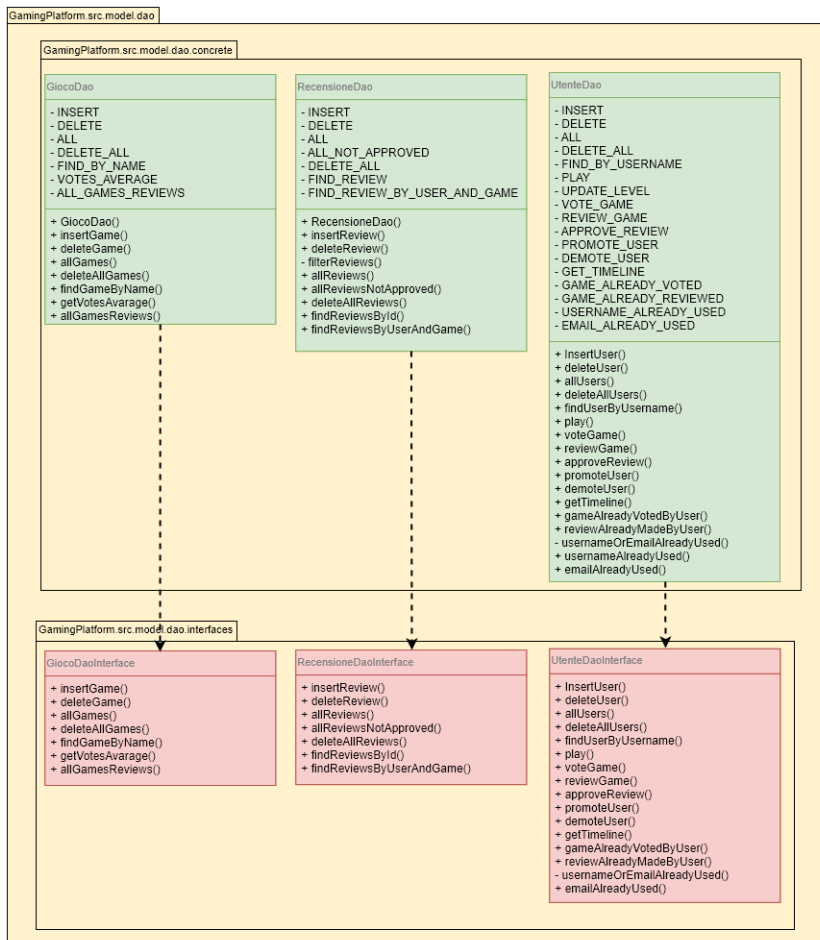 GamingPlatform.src.model.dao
GamingPlatform.src.model.dao.concrete
GiocoDao
- INSERT
- DELETE
- ALL
- DELETE_ALL
- FIND_BY_NAME
- VOTES_AVERAGE
- ALL_GAMES_REVIEWS
+ GiocoDao()
+ insertGame()
+ deleteGame()
+ allGames()
+ deleteAllGames()
+ findGameByName()
+ getVotesAvarage()
+ allGamesReviews()
RecensioneDao
- INSERT
- DELETE
- ALL
- ALL_NOT_APPROVED
- DELETE_ALL
- FIND_REVIEW
- FIND_REVIEW_BY_USER_AND_GAME
+ RecensioneDao()
+ insertReview()
+ deleteReview()
- filterReviews()
+ allReviews()
+ allReviewsNotApproved()
+ deleteAllReviews()
+ findReviewsById()
+ findReviewsByUserAndGame()
UtenteDao
- INSERT
- DELETE
- ALL
- DELETE_ALL
- FIND_BY_USERNAME
- PLAY
- UPDATE_LEVEL
- VOTE_GAME
- REVIEW_GAME
- APPROVE_REVIEW
- PROMOTE_USER
- DEMOTE_USER
- GET_TIMELINE
- GAME_ALREADY_VOTED
- GAME_ALREADY_REVIEWED
- USERNAME_ALREADY_USED
- EMAIL_ALREADY_USED
+ InsertUser()
+ deleteUser()
+ allUsers()
+ deleteAllUsers()
+ findUserByUsername()
+ play()
+ voteGame()
+ reviewGame()
+ approveReview()
+ promoteUser()
+ demoteUser()
+ getTimeline()
+ gameAlreadyVotedByUser()
+ reviewAlreadyMadeByUser()
- usernameOrEmailAlreadyUsed()
+ usernameAlreadyUsed()
+ emailAlreadyUsed()
GamingPlatform.src.model.dao.interfaces
GiocoDaoInterface
+ insertGame()
+ deleteGame()
+ allGames()
+ deleteAllGames()
+ findGameByName()
+ getVotesAvarage()
+ allGamesReviews()
RecensioneDaoInterface
+ insertReview()
+ deleteReview()
+ allReviews()
+ allReviewsNotApproved()
+ deleteAllReviews()
+ findReviewsById()
+ findReviewsByUserAndGame()
UtenteDaoInterface
+ InsertUser()
+ deleteUser()
+ allUsers()
+ deleteAllUsers()
+ findUserByUsername()
+ play()
+ voteGame()
+ reviewGame()
+ approveReview()
+ promoteUser()
+ demoteUser()
+ getTimeline()
+ gameAlreadyVotedByUser()
+ reviewAlreadyMadeByUser()
- usernameOrEmailAlreadyUsed()
+ emailAlreadyUsed()